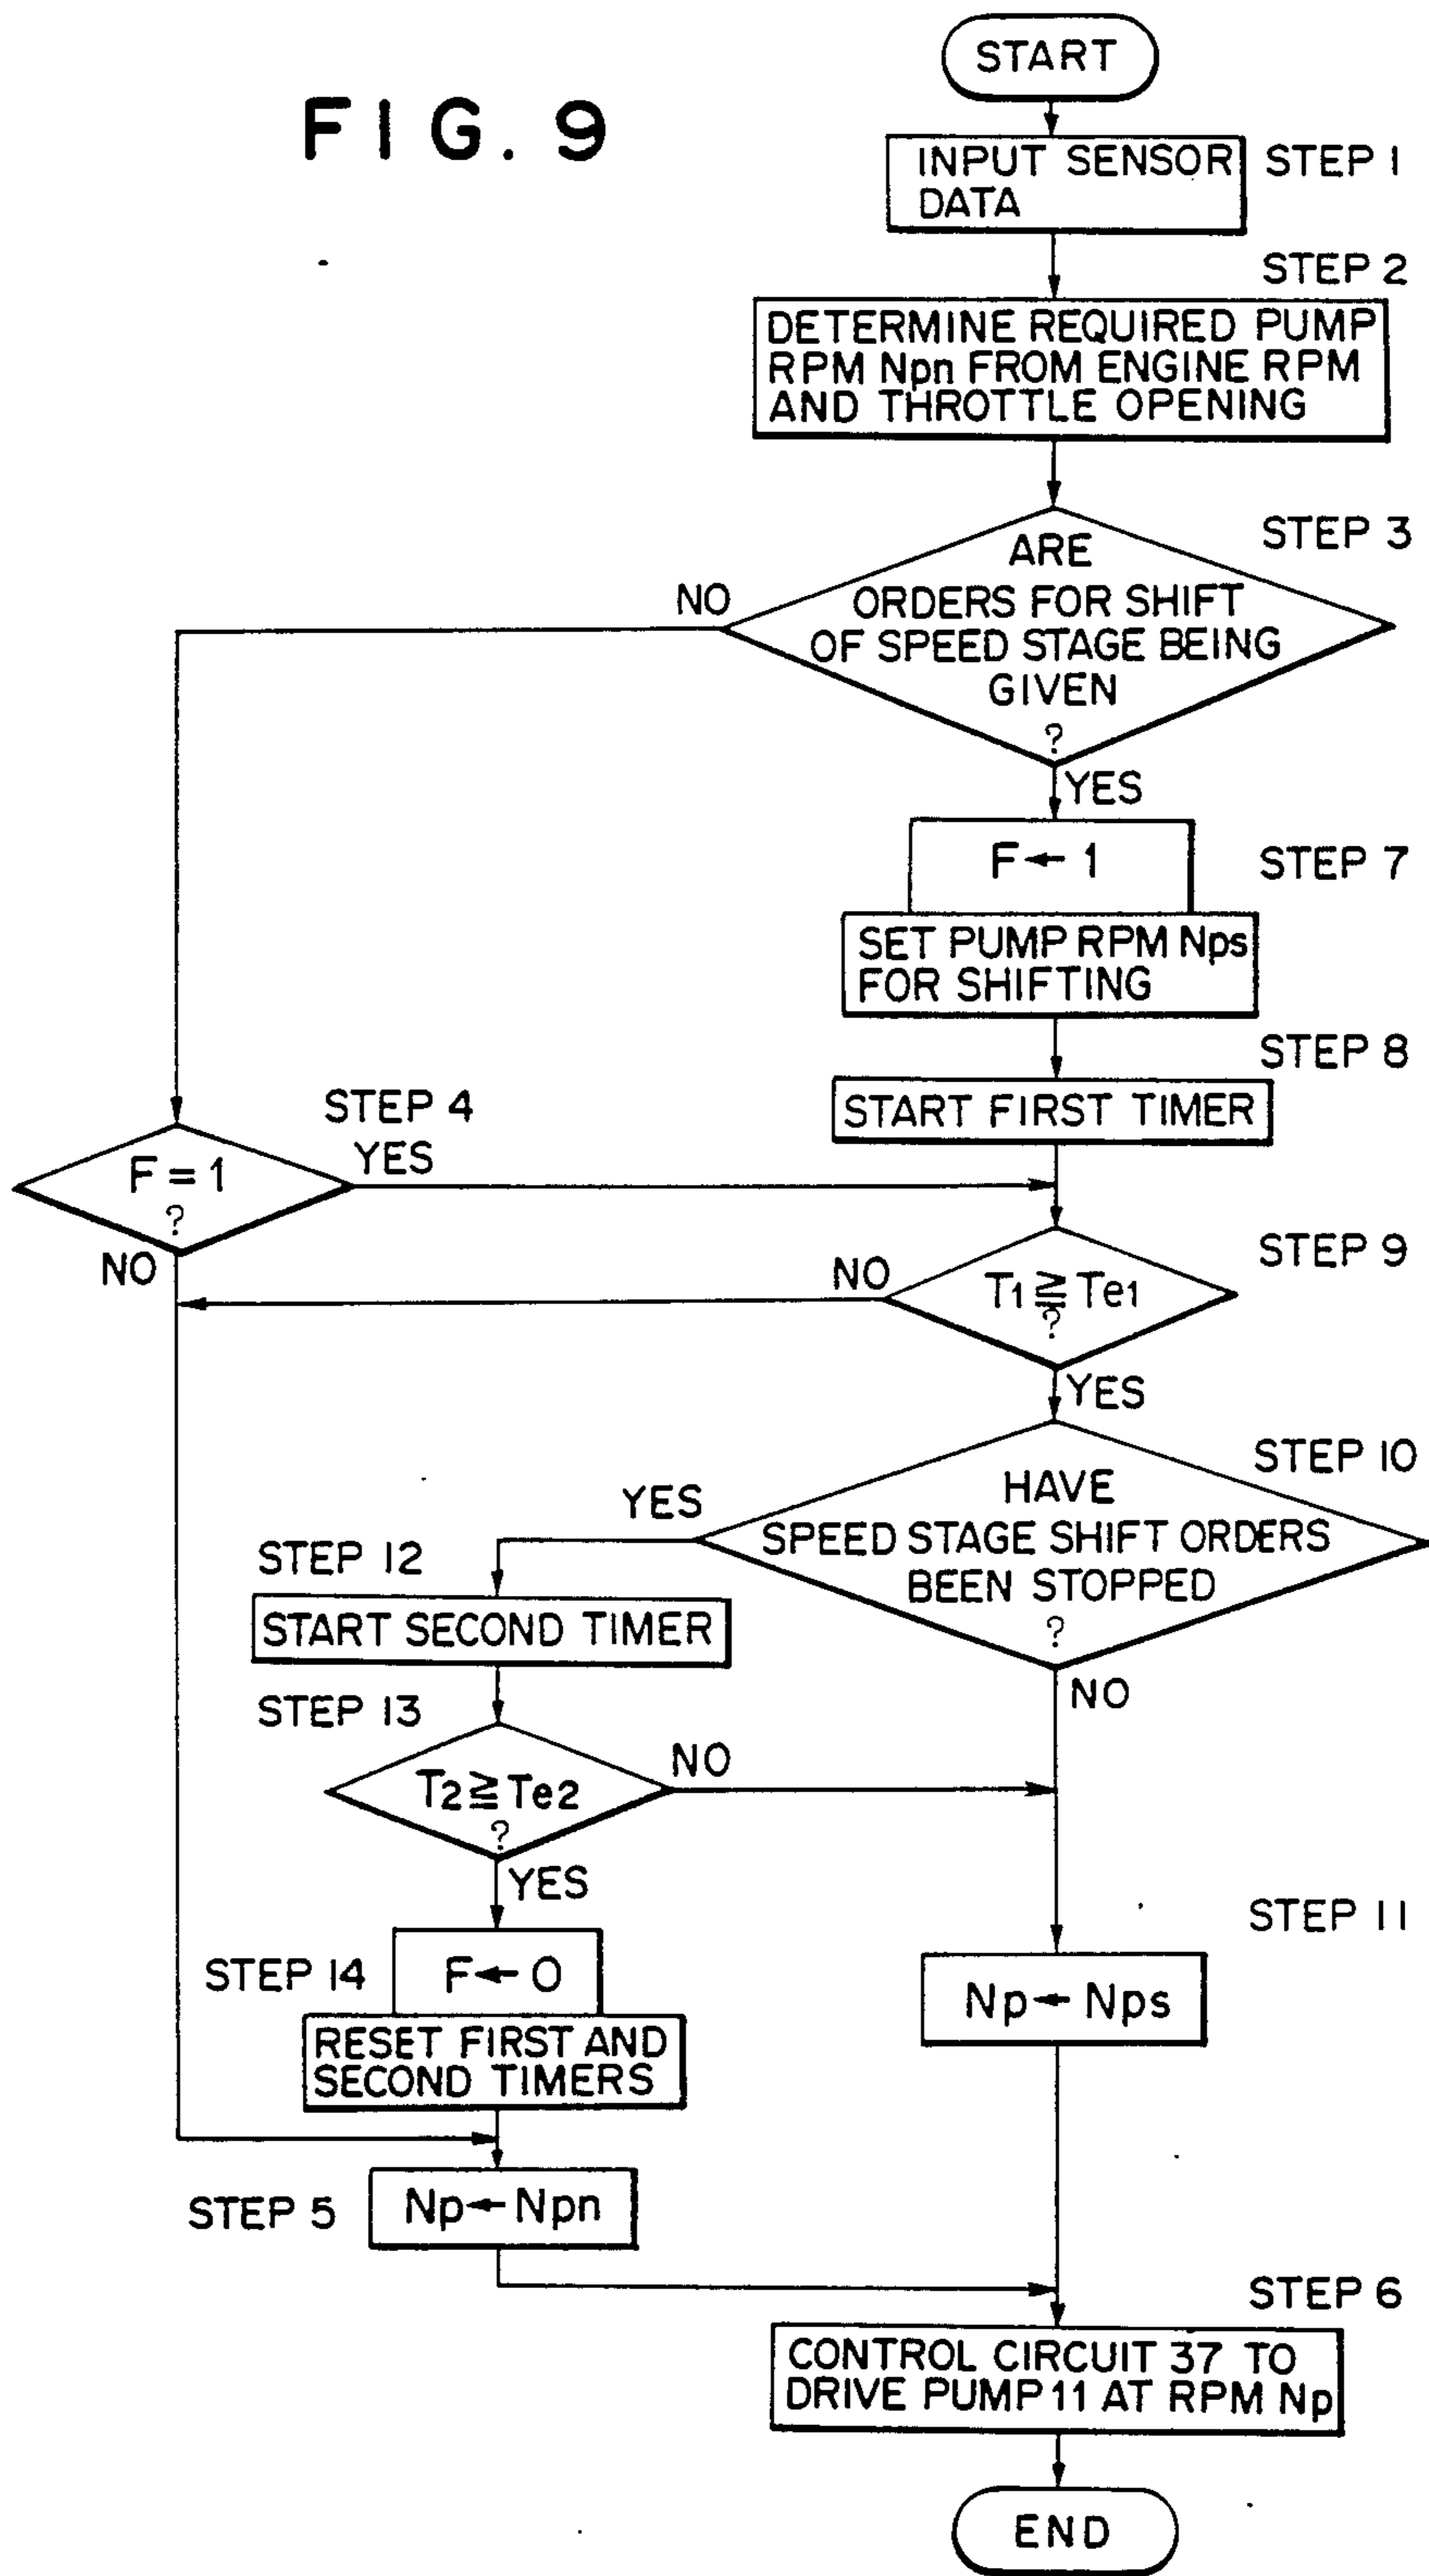 START
FIG. 9
INPUT SENSOR
DATA
STEP 1
STEP 2
DETERMINE REQUIRED PUMP
RPM Npn FROM ENGINE RPM
AND THROTTLE OPENING
STEP 3
ARE
ORDERS FOR SHIFT
OF SPEED STAGE BEING
GIVEN
?
NO
YES
F ← 1
STEP 7
SET PUMP RPM Nps
FOR SHIFTING
STEP 8
START FIRST TIMER
STEP 4
YES
F = 1
?
NO
STEP 9
NO
T1 ≧ Te1
?
YES
STEP 10
HAVE
SPEED STAGE SHIFT ORDERS
BEEN STOPPED
?
YES
NO
STEP 12
START SECOND TIMER
STEP 13
NO
T2 ≧ Te2
?
YES
STEP 11
Np ← Nps
STEP 14
F ← 0
RESET FIRST AND
SECOND TIMERS
STEP 5
Np ← Npn
STEP 6
CONTROL CIRCUIT 37 TO
DRIVE PUMP 11 AT RPM Np
END